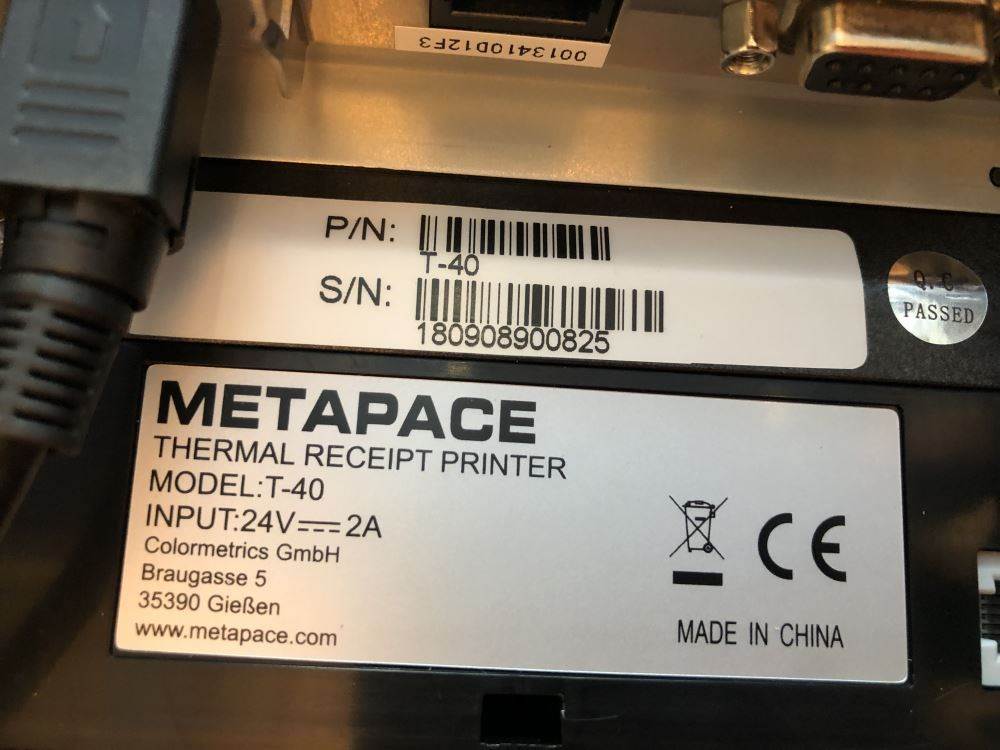 0013410D12F3
P/N:
T-40
S/N:
180908900825
Q.C
PASSED
METAPACE
THERMAL RECEIPT PRINTER
MODEL:T-40
INPUT:24V⎓2A
Colormetrics GmbH
Braugasse 5
35390 Gießen
www.metapace.com
CE
MADE IN CHINA